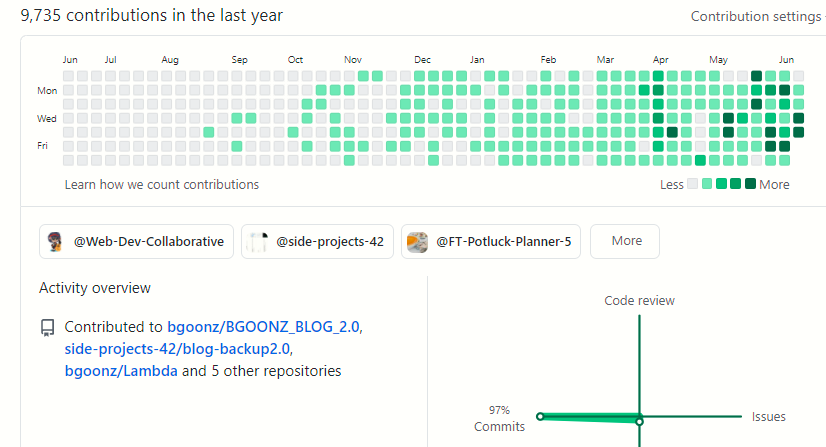 9,735 contributions in the last year
Contribution settings
Jun Jul Aug Sep Oct Nov Dec Jan Feb Mar Apr May Jun
Mon
Wed
Fri
Learn how we count contributions
Less More
@Web-Dev-Collaborative
@side-projects-42
@FT-Potluck-Planner-5
More
Activity overview
Contributed to bgoonz/BGOONZ_BLOG_2.0,
side-projects-42/blog-backup2.0,
bgoonz/Lambda and 5 other repositories
Code review
97%
Commits
Issues